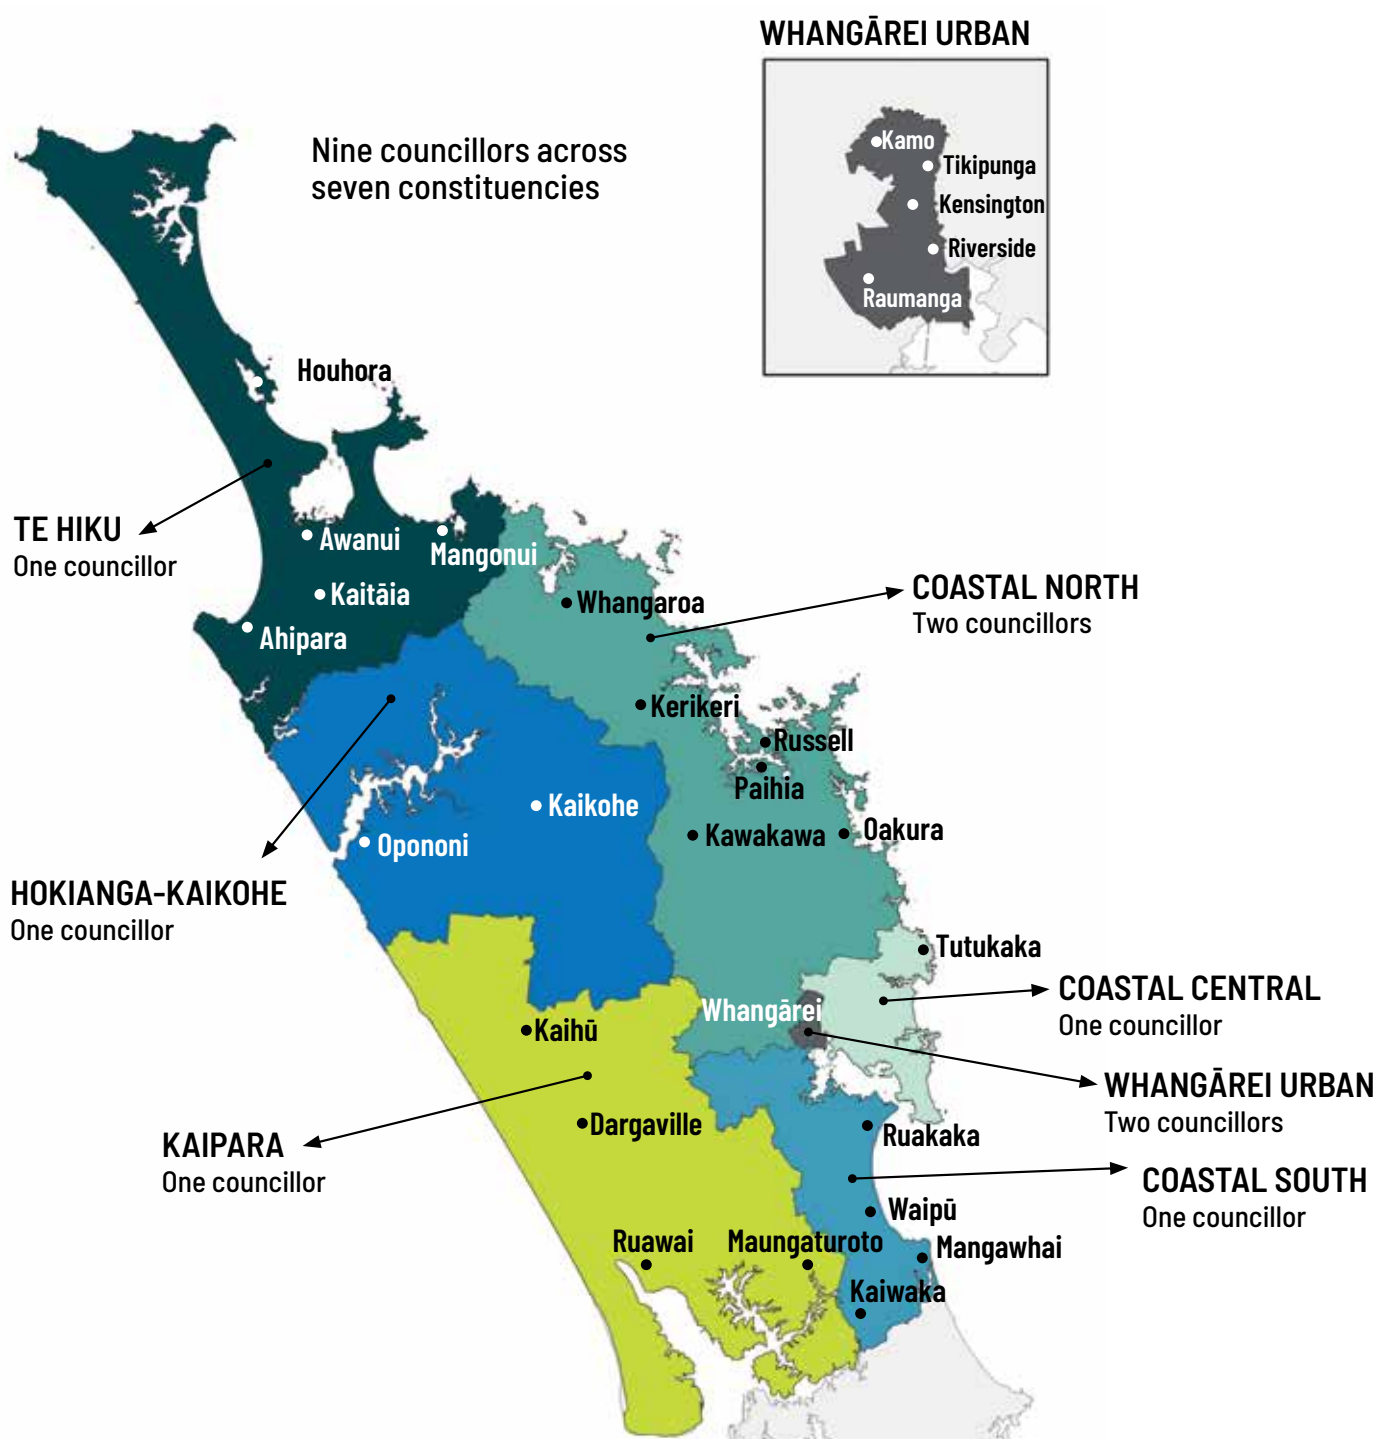 WHANGĀREI URBAN
Kamo
Tikipunga
Kensington
Riverside
Raumanga
Nine councillors across
seven constituencies
Houhora
TE HIKU
One councillor
Awanui
Mangonui
Kaitāia
Ahipara
Whangaroa
COASTAL NORTH
Two councillors
Kerikeri
Russell
Paihia
Kaikohe
Kawakawa
Oakura
Opononi
HOKIANGA-KAIKOHE
One councillor
Tutukaka
COASTAL CENTRAL
One councillor
Whangārei
Kaihū
WHANGĀREI URBAN
Two councillors
KAIPARA
One councillor
Dargaville
Ruakaka
COASTAL SOUTH
One councillor
Waipū
Ruawai
Maungaturoto
Mangawhai
Kaiwaka